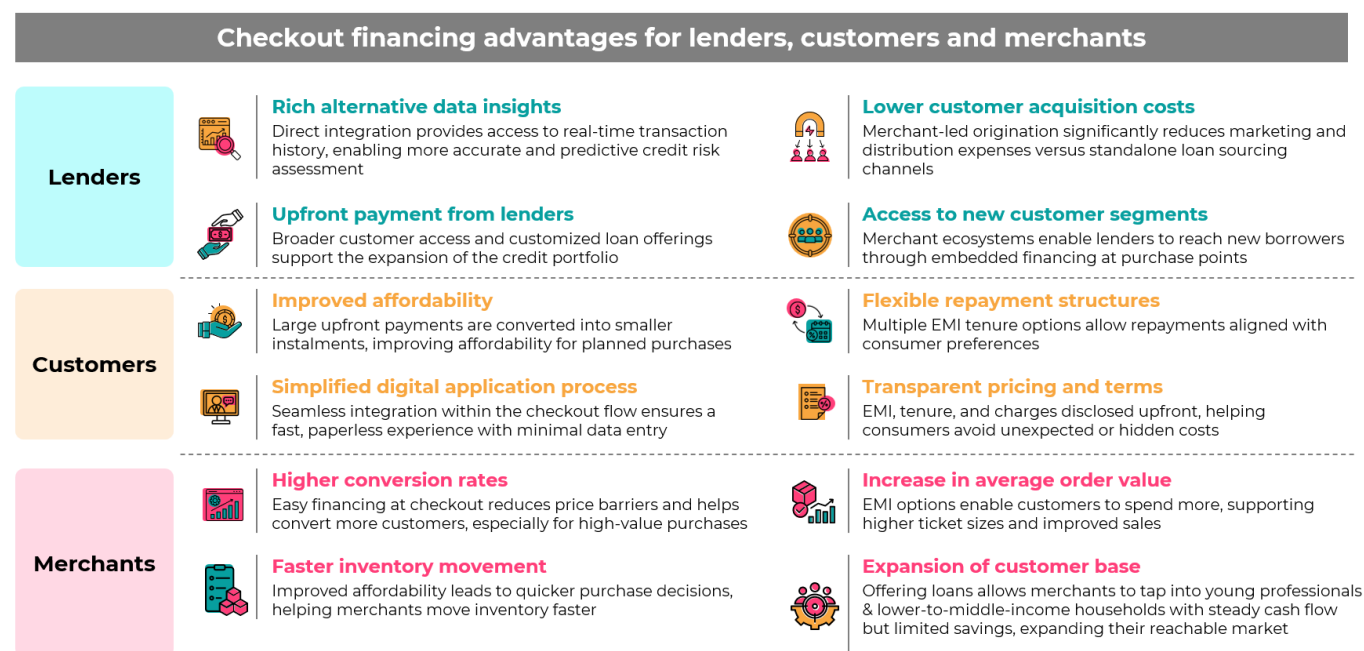 Checkout financing advantages for lenders, customers and merchants
Lenders
Rich alternative data insights
Direct integration provides access to real-time transaction
history, enabling more accurate and predictive credit risk
assessment
Lower customer acquisition costs
Merchant-led origination significantly reduces marketing and
distribution expenses versus standalone loan sourcing
channels
Upfront payment from lenders
Broader customer access and customized loan offerings
support the expansion of the credit portfolio
Access to new customer segments
Merchant ecosystems enable lenders to reach new borrowers
through embedded financing at purchase points
Customers
Improved affordability
Large upfront payments are converted into smaller
instalments, improving affordability for planned purchases
Flexible repayment structures
Multiple EMI tenure options allow repayments aligned with
consumer preferences
Simplified digital application process
Seamless integration within the checkout flow ensures a
fast, paperless experience with minimal data entry
Transparent pricing and terms
EMI, tenure, and charges disclosed upfront, helping
consumers avoid unexpected or hidden costs
Merchants
Higher conversion rates
Easy financing at checkout reduces price barriers and helps
convert more customers, especially for high-value purchases
Increase in average order value
EMI options enable customers to spend more, supporting
higher ticket sizes and improved sales
Faster inventory movement
Improved affordability leads to quicker purchase decisions,
helping merchants move inventory faster
Expansion of customer base
Offering loans allows merchants to tap into young professionals
& lower-to-middle-income households with steady cash flow
but limited savings, expanding their reachable market